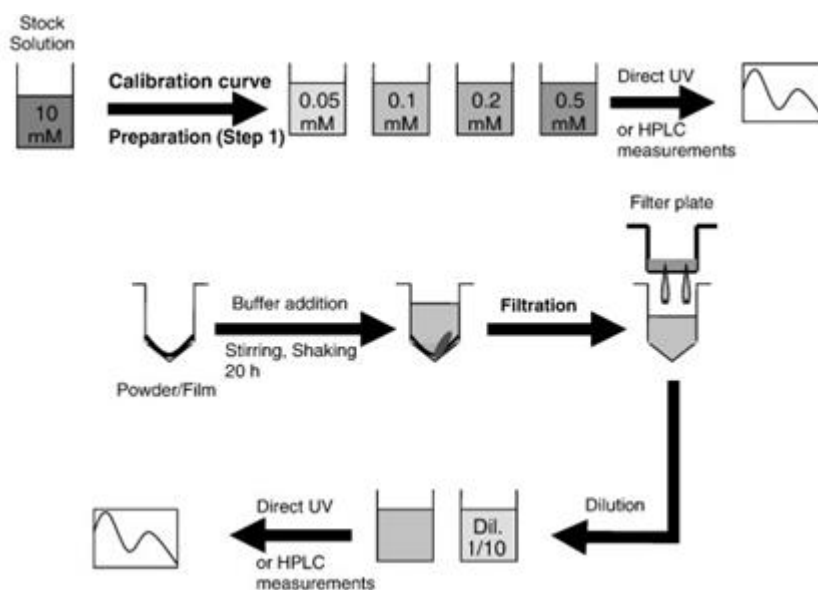 Stock
Solution
10
mM
Calibration curve
Preparation (Step 1)
0.05
mM
0.1
mM
0.2
mM
0.5
mM
Direct UV
or HPLC
measurements
Filter plate
Powder/Film
Buffer addition
Stirring, Shaking
20 h
Filtration
Dilution
Dil.
1/10
Direct UV
or HPLC
measurements